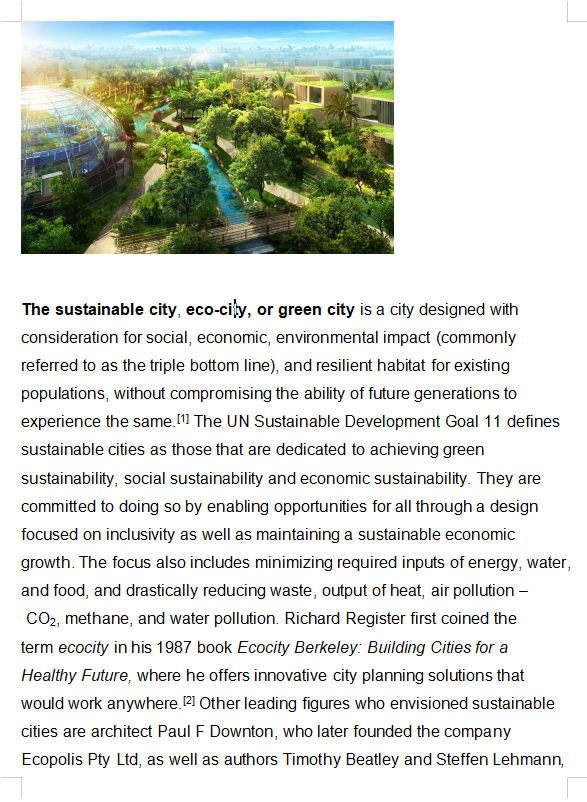 The sustainable city, eco-city, or green city is a city designed with
consideration for social, economic, environmental impact (commonly
referred to as the triple bottom line), and resilient habitat for existing
populations, without compromising the ability of future generations to
experience the same.[1] The UN Sustainable Development Goal 11 defines
sustainable cities as those that are dedicated to achieving green
sustainability, social sustainability and economic sustainability. They are
committed to doing so by enabling opportunities for all through a design
focused on inclusivity as well as maintaining a sustainable economic
growth. The focus also includes minimizing required inputs of energy, water,
and food, and drastically reducing waste, output of heat, air pollution –
CO₂, methane, and water pollution. Richard Register first coined the
term ecocity in his 1987 book Ecocity Berkeley: Building Cities for a
Healthy Future, where he offers innovative city planning solutions that
would work anywhere.[2] Other leading figures who envisioned sustainable
cities are architect Paul F Downton, who later founded the company
Ecopolis Pty Ltd, as well as authors Timothy Beatley and Steffen Lehmann,